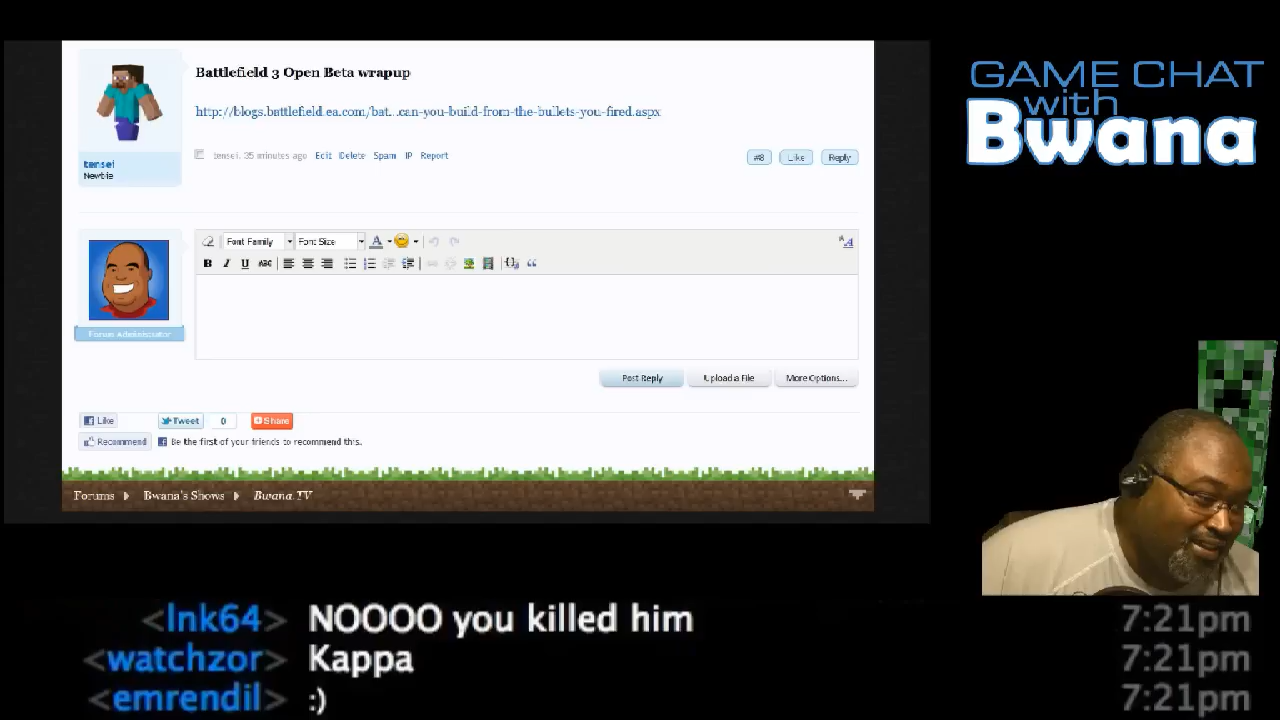 Battlefield 3 Open Beta wrapup
http://blogs.battlefield.ea.com/bat...can-you-build-from-the-bullets-you-fired.aspx
tensei
Newbie
tensei, 35 minutes ago Edit Delete Spam IP Report
#8 Like Reply
GAME CHAT
with
Bwana
Font Family Font Size A
B I U ABC
Forum Administrator
Post Reply Upload a File More Options...
Like Tweet 0 Share
Recommend Be the first of your friends to recommend this.
Forums Bwana's Shows Bwana.TV
<lnk64> NOOOO you killed him 7:21pm
<watchzor> Kappa 7:21pm
<emrendil> :) 7:21pm